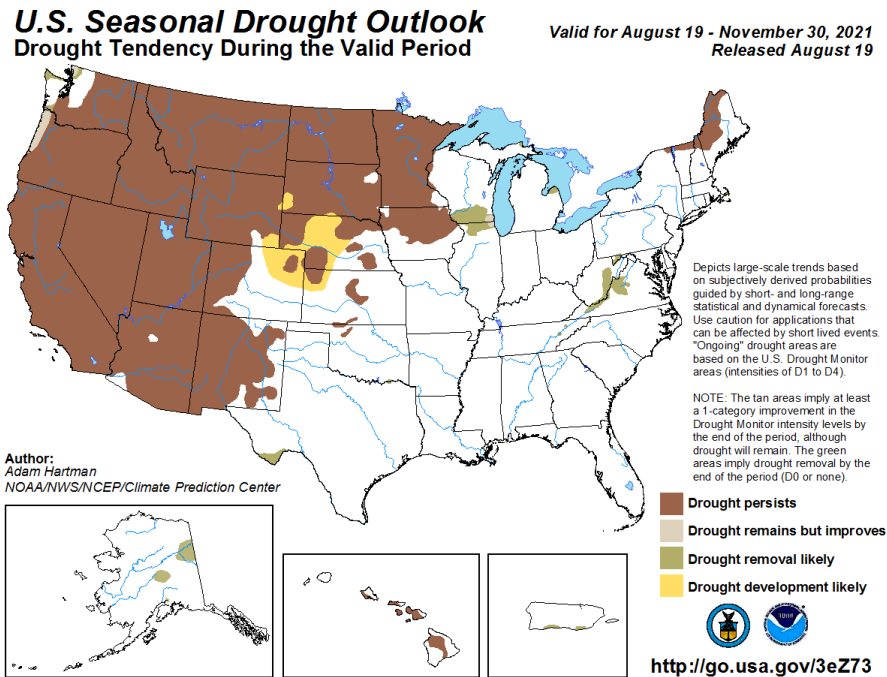 U.S. Seasonal Drought Outlook
Drought Tendency During the Valid Period
Valid for August 19 - November 30, 2021
Released August 19
Depicts large-scale trends based
on subjectively derived probabilities
guided by short- and long-range
statistical and dynamical forecasts.
Use caution for applications that
can be affected by short lived events.
"Ongoing" drought areas are
based on the U.S. Drought Monitor
areas (intensities of D1 to D4).
NOTE: The tan areas imply at least
a 1-category improvement in the
Drought Monitor intensity levels by
the end of the period, although
drought will remain. The green
areas imply drought removal by the
end of the period (D0 or none).
Author:
Adam Hartman
NOAA/NWS/NCEP/Climate Prediction Center
Drought persists
Drought remains but improves
Drought removal likely
Drought development likely
http://go.usa.gov/3eZ73